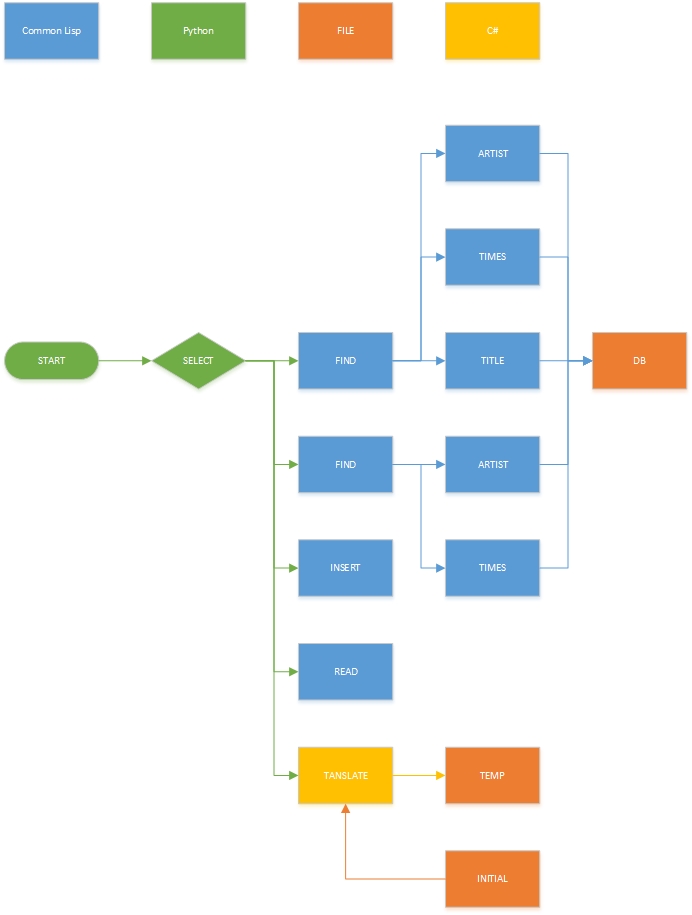 Common Lisp
Python
FILE
C#
ARTIST
TIMES
START
SELECT
FIND
TITLE
DB
FIND
ARTIST
INSERT
TIMES
READ
TANSLATE
TEMP
INITIAL